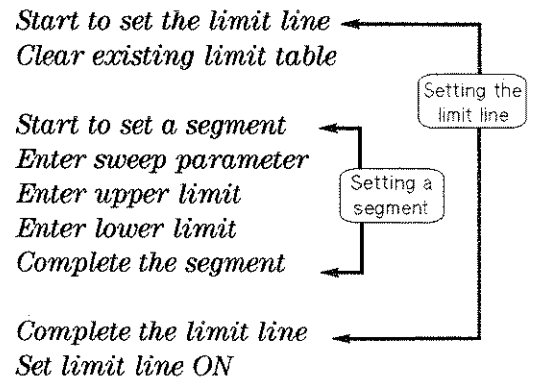 Start to set the limit line
Clear existing limit table
Setting the
limit line
Start to set a segment
Enter sweep parameter
Enter upper limit
Enter lower limit
Complete the segment
Setting a
segment
Complete the limit line
Set limit line ON